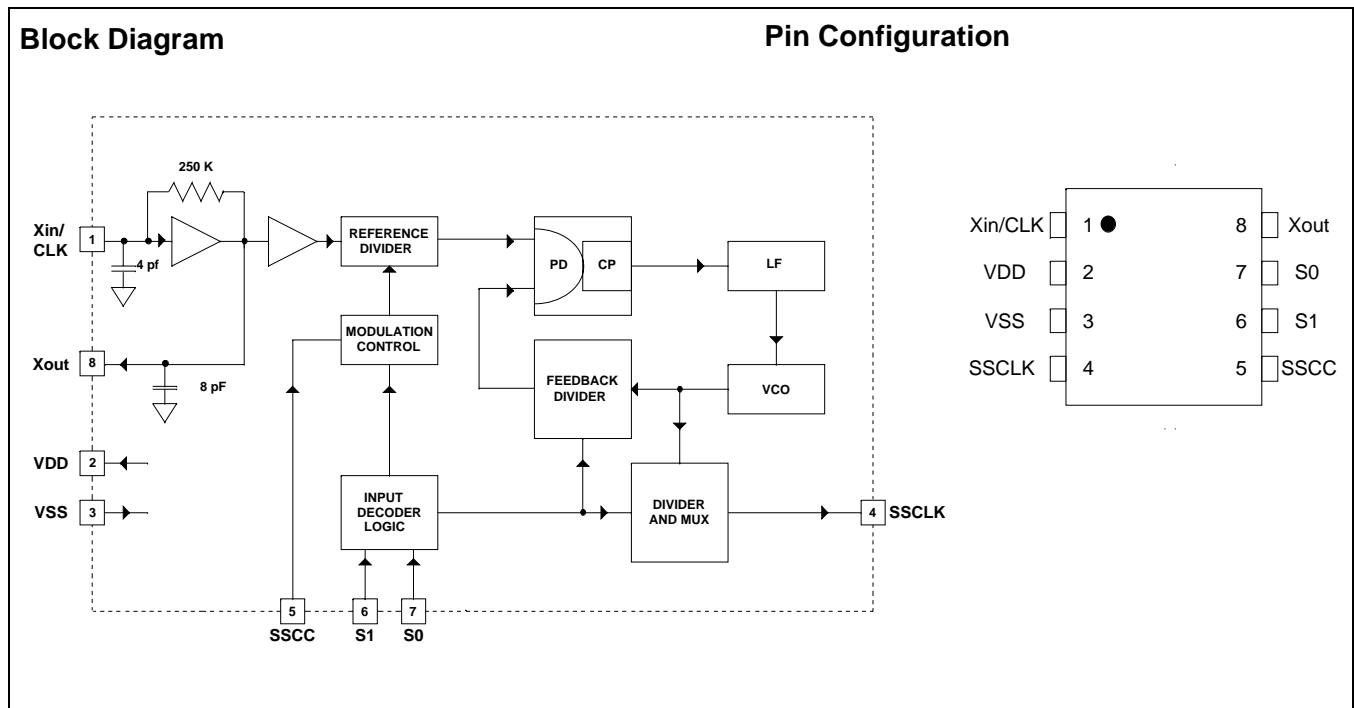 Block Diagram
Pin Configuration
250 K
Xin/
CLK
1
4 pf
REFERENCE
DIVIDER
PD
CP
LF
MODULATION
CONTROL
Xout
8
8 pF
FEEDBACK
DIVIDER
VCO
VDD
2
VSS
3
INPUT
DECODER
LOGIC
DIVIDER
AND MUX
4
SSCLK
5
6
7
SSCC
S1
S0
Xin/CLK
1
8
Xout
VDD
2
7
S0
VSS
3
6
S1
SSCLK
4
5
SSCC